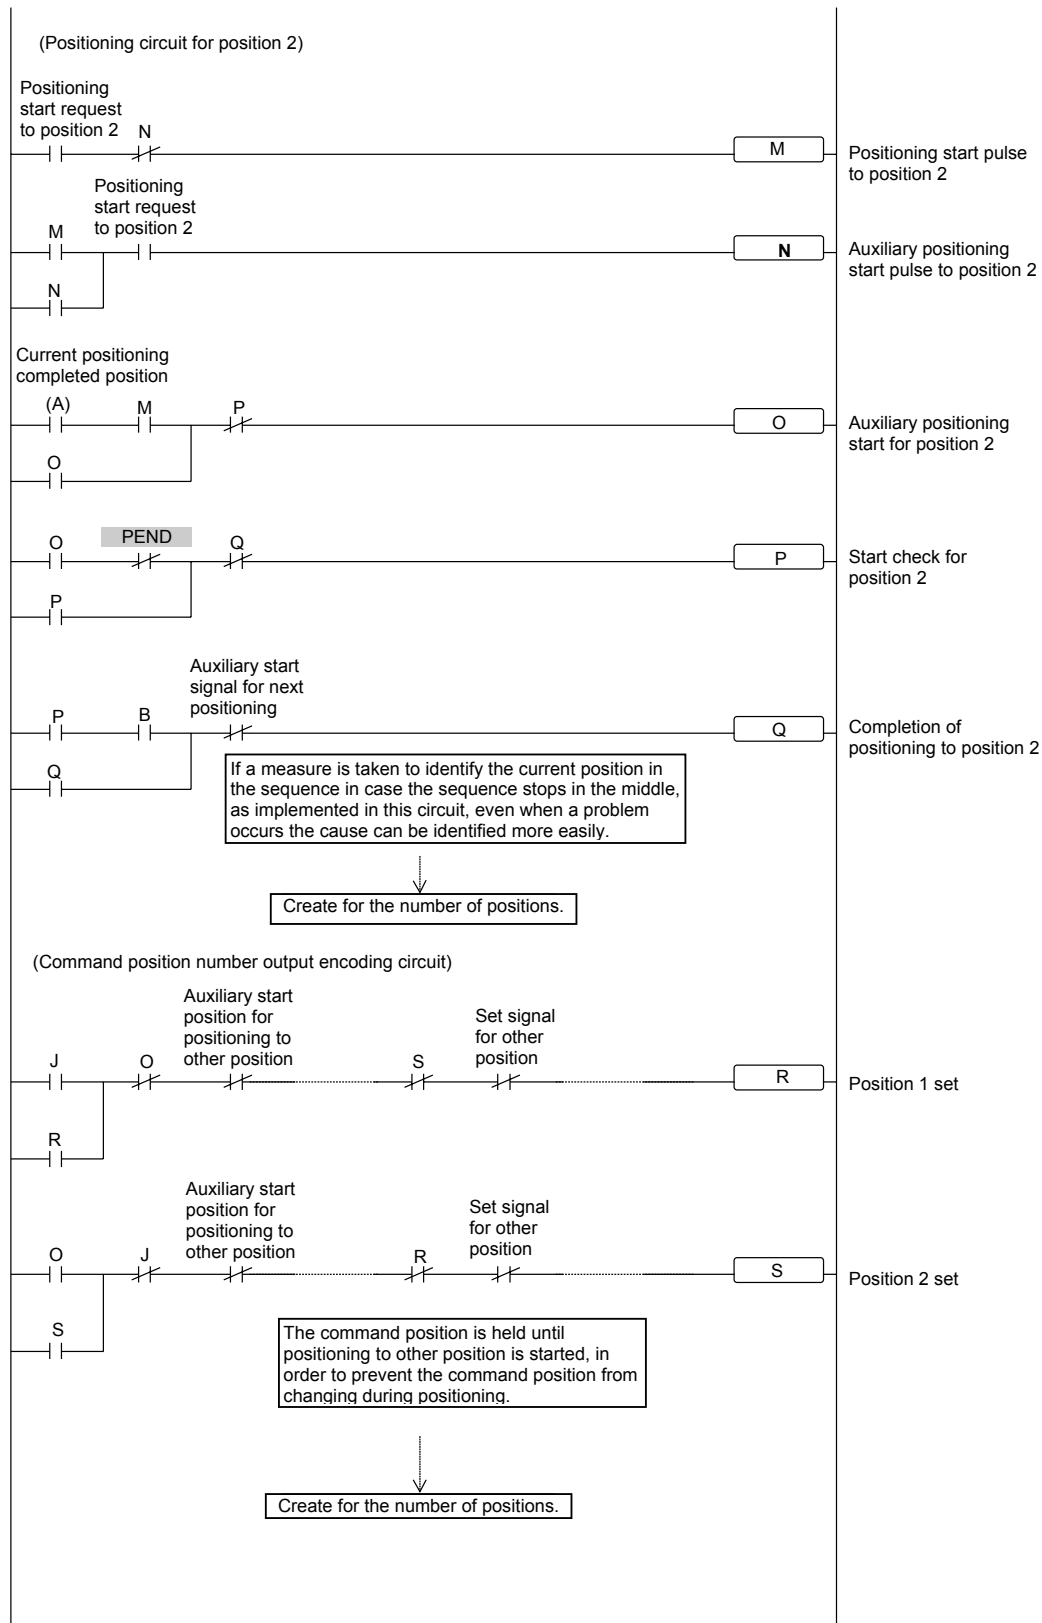 (Positioning circuit for position 2)
Positioning
start request
to position 2
N
M
Positioning start pulse
to position 2
Positioning
start request
to position 2
M
N
Auxiliary positioning
start pulse to position 2
N
Current positioning
completed position
(A)
M
P
O
Auxiliary positioning
start for position 2
O
O
PEND
Q
P
Start check for
position 2
P
Auxiliary start
signal for next
positioning
P
B
Q
Completion of
positioning to position 2
Q
If a measure is taken to identify the current position in
the sequence in case the sequence stops in the middle,
as implemented in this circuit, even when a problem
occurs the cause can be identified more easily.
Create for the number of positions.
(Command position number output encoding circuit)
Auxiliary start
position for
positioning to
other position
Set signal
for other
position
J
O
S
R
Position 1 set
R
Auxiliary start
position for
positioning to
other position
Set signal
for other
position
O
J
R
S
Position 2 set
S
The command position is held until
positioning to other position is started, in
order to prevent the command position from
changing during positioning.
Create for the number of positions.